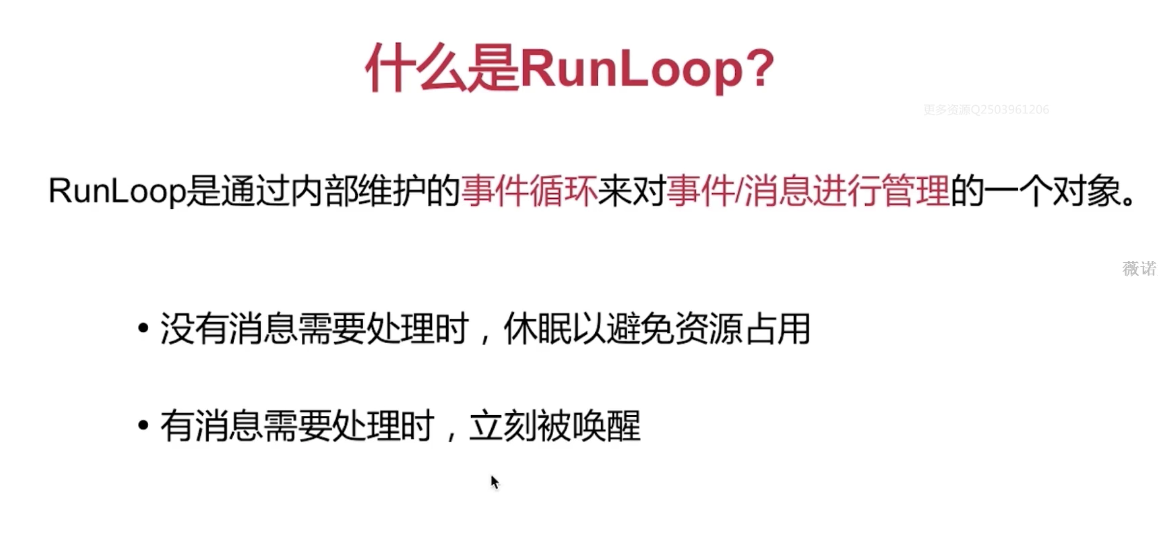 什么是RunLoop?
更多资源Q2503961206
RunLoop是通过内部维护的事件循环来对事件/消息进行管理的一个对象。
薇诺
• 没有消息需要处理时，休眠以避免资源占用
• 有消息需要处理时，立刻被唤醒